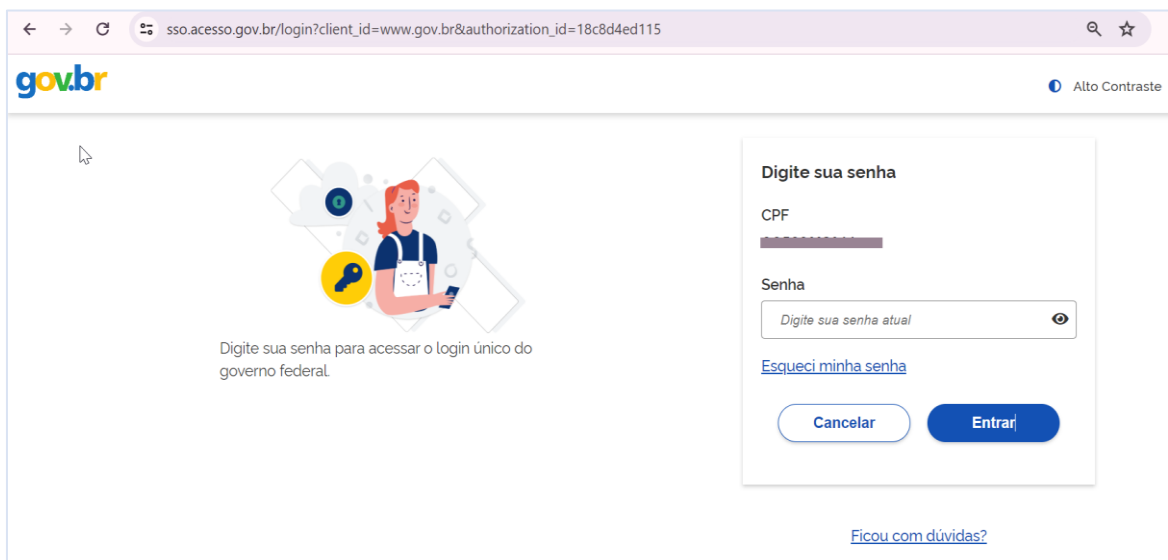 sso.acesso.gov.br/login?client_id=www.gov.br&authorization_id=18c8d4ed115
gov.br
Alto Contraste
Digite sua senha
CPF
Senha
Digite sua senha atual
Digite sua senha para acessar o login único do
governo federal.
Esqueci minha senha
Cancelar
Entrar
Ficou com dúvidas?